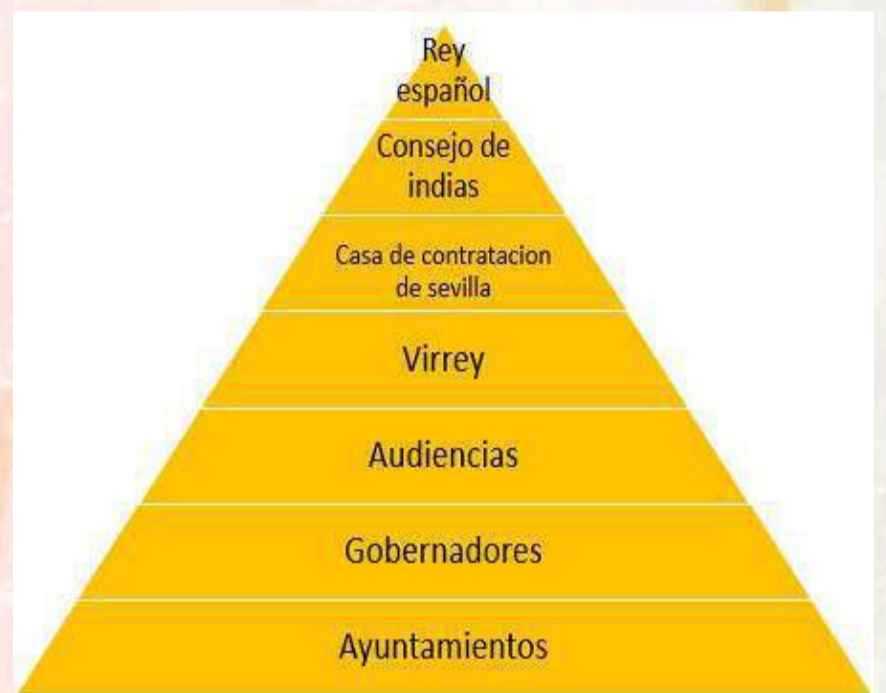 Rey
español
Consejo de
indias
Casa de contratacion
de sevilla
Virrey
Audiencias
Gobernadores
Ayuntamientos